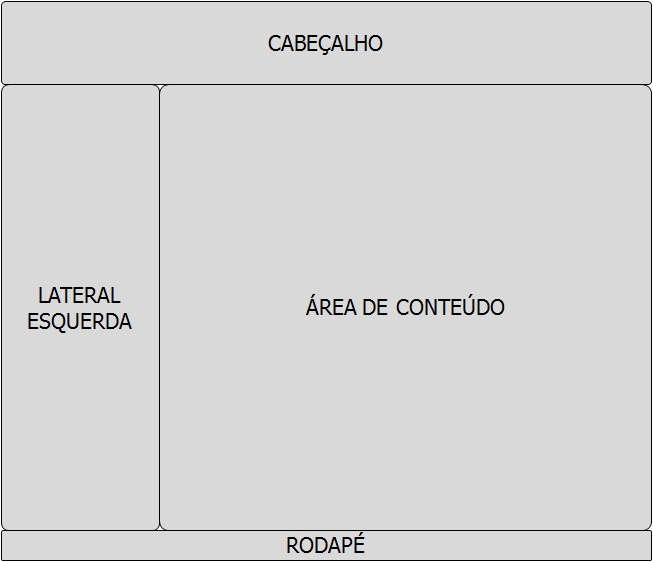 CABEÇALHO
LATERAL
ESQUERDA
ÁREA DE CONTEÚDO
RODAPÉ